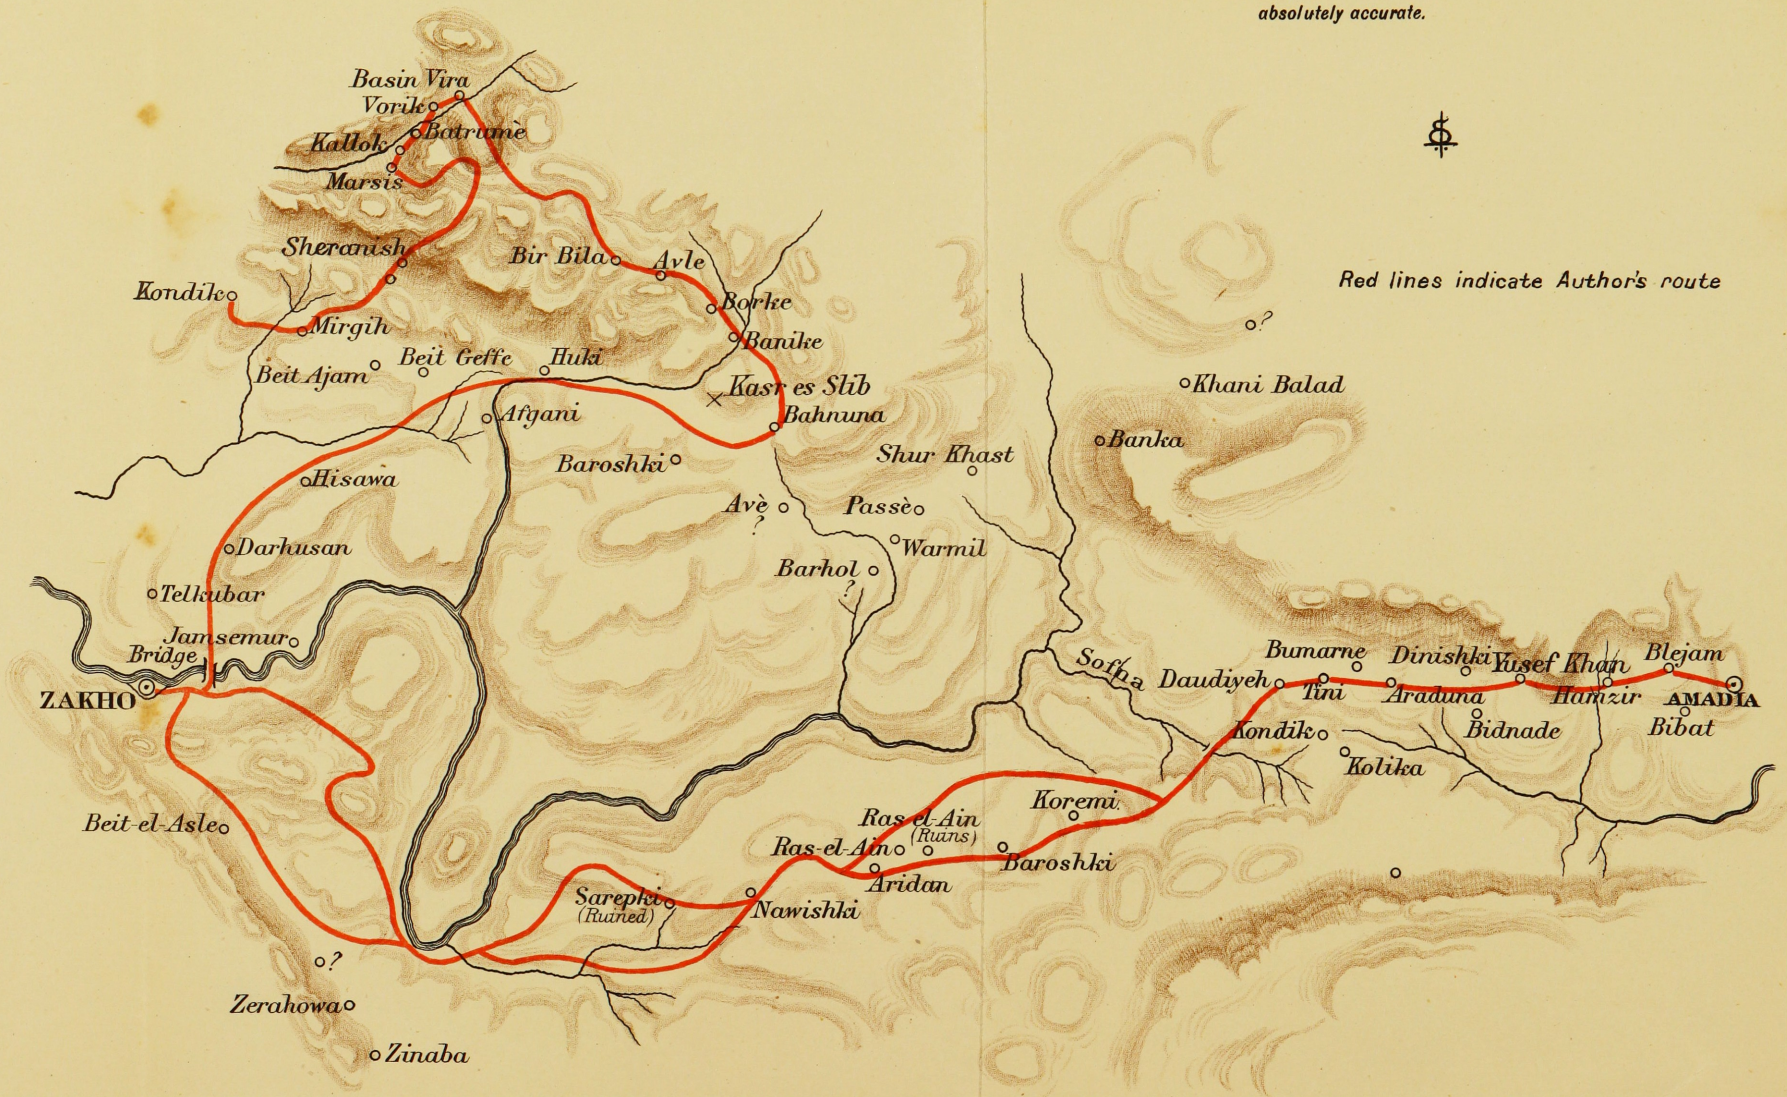 absolutely accurate.
Basin Vira
Vorik
Batrumè
Kallok
Marsis
Sheranish
Bir Bila
Avle
Kondik
Borke
Red lines indicate Author's route
Mirgih
?
Banike
Beit Geffe
Huki
Beit Ajam
Kasr es Slib
Khani Balad
Afgani
Bahnuna
Banka
Baroshki
Shur Khast
Hisawa
Avè
?
Passè
Darhusan
Warmil
Barhol
?
Telkubar
Jamsemur
Bridge
Bumarne
Dinishki
Yusef Khan
Blejam
Sofha
Daudiyeh
Tini
Araduna
Hamzir
AMADIA
ZAKHO
Kondik
Bidnade
Bibat
Kolika
Koremi
Beit-el-Asle
Ras el-Ain
(Ruins)
Ras-el-Ain
Baroshki
Aridan
Sarepki
(Ruined)
Nawishki
?
Zerahowa
Zinaba